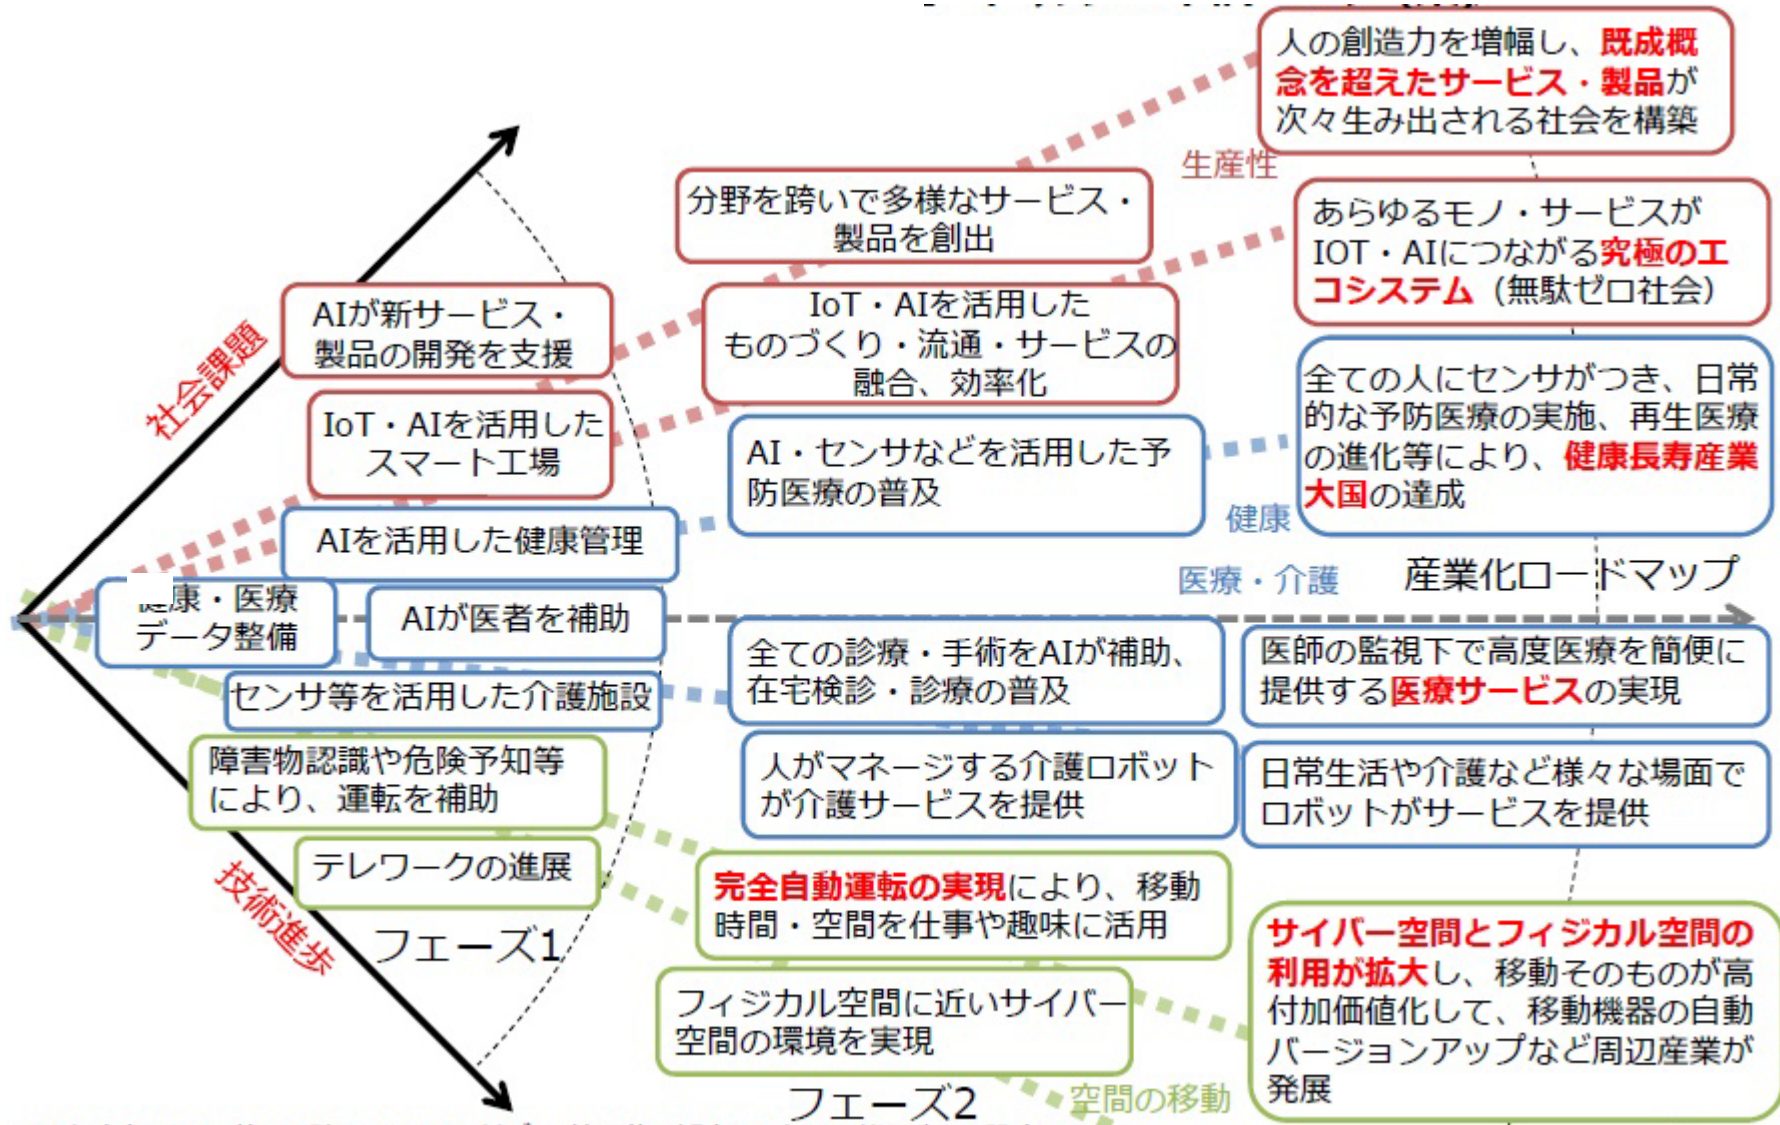 人の創造力を増幅し、既成概
念を超えたサービス・製品が
次々生み出される社会を構築
生産性
分野を跨いで多様なサービス・
製品を創出
あらゆるモノ・サービスが
IOT・AIにつながる究極のエ
コシステム（無駄ゼロ社会）
AIが新サービス・
製品の開発を支援
IoT・AIを活用した
ものづくり・流通・サービスの
融合、効率化
社会課題
IoT・AIを活用した
スマート工場
AI・センサなどを活用した予
防医療の普及
全ての人にセンサがつき、日常
的な予防医療の実施、再生医療
の進化等により、健康長寿産業
大国の達成
健康
AIを活用した健康管理
医療・介護
産業化ロードマップ
健康・医療
データ整備
AIが医者を補助
全ての診療・手術をAIが補助、
在宅検診・診療の普及
医師の監視下で高度医療を簡便に
提供する医療サービスの実現
センサ等を活用した介護施設
障害物認識や危険予知等
により、運転を補助
人がマネージする介護ロボット
が介護サービスを提供
日常生活や介護など様々な場面で
ロボットがサービスを提供
テレワークの進展
技術進歩
フェーズ1
完全自動運転の実現により、移動
時間・空間を仕事や趣味に活用
サイバー空間とフィジカル空間の
利用が拡大し、移動そのものが高
付加価値化して、移動機器の自動
バージョンアップなど周辺産業が
発展
フィジカル空間に近いサイバー
空間の環境を実現
フェーズ2
空間の移動